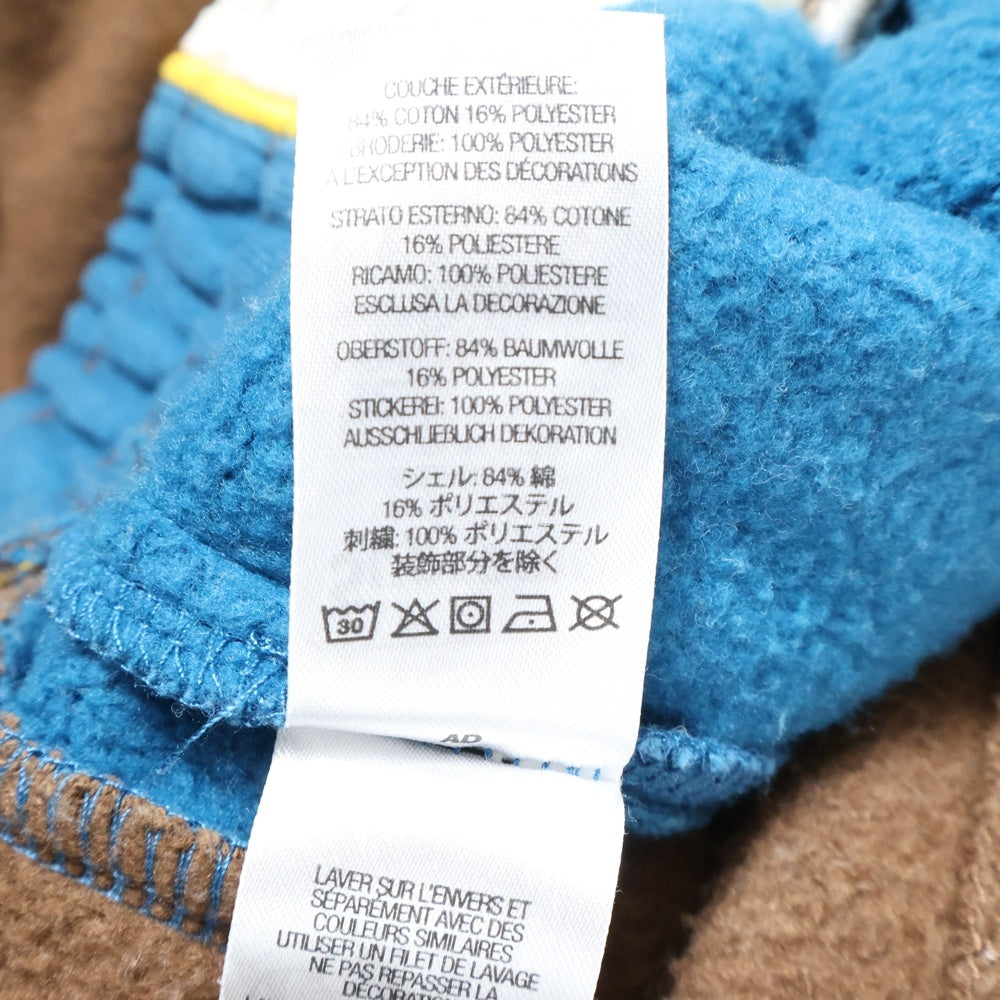 COUCHE EXTÉRIEURE:
84% COTON 16% POLYESTER
BRODERIE: 100% POLYESTER
À L'EXCEPTION DES DÉCORATIONS
STRATO ESTERNO: 84% COTONE
16% POLIESTERE
RICAMO: 100% POLIESTERE
ESCLUSA LA DECORAZIONE
OBERSTOFF: 84% BAUMWOLLE
16% POLYESTER
STICKEREI: 100% POLYESTER
AUSSCHLIEBLICH DEKORATION
シェル: 84% 綿
16% ポリエステル
刺繍: 100% ポリエステル
装飾部分を除く
30
AD
LAVER SUR L'ENVERS ET
SÉPARÉMENT AVEC DES
COULEURS SIMILAIRES
UTILISER UN FILET DE LAVAGE
NE PAS REPASSER LA